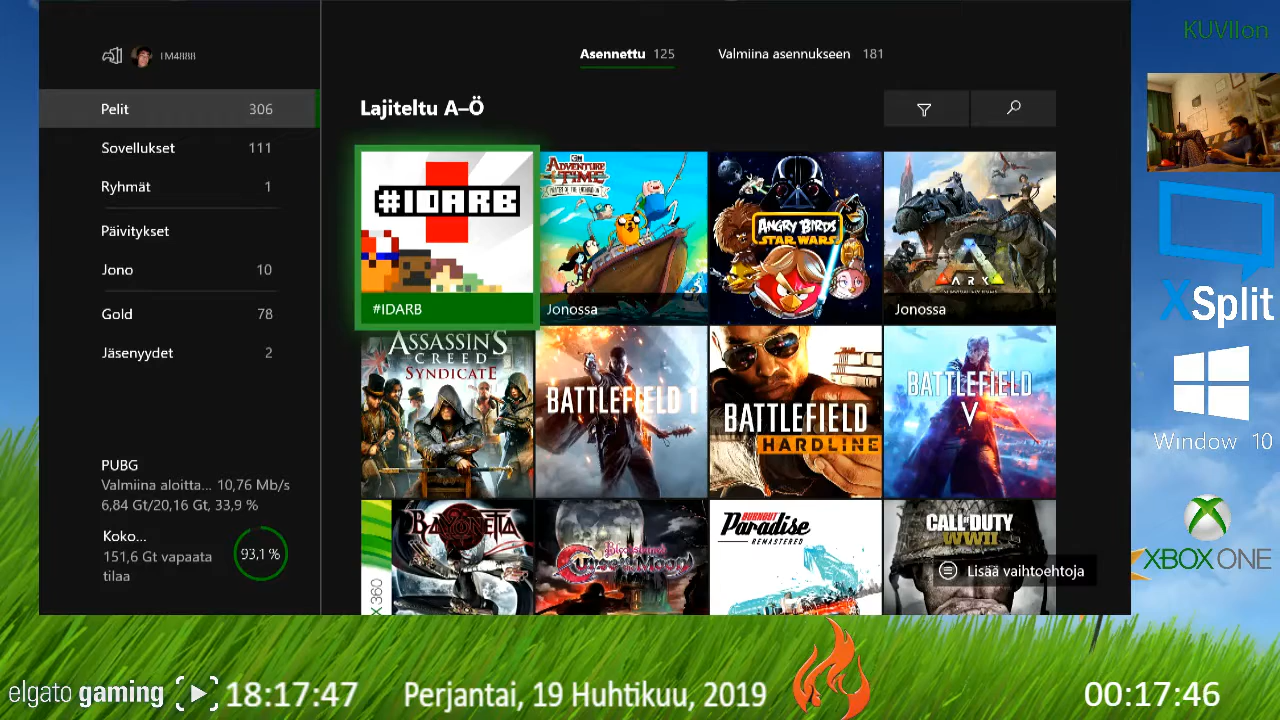 LM4888
Pelit 306
Sovellukset 111
Ryhmät 1
Päivitykset
Jono 10
Gold 78
Jäsenyydet 2
PUBG
Valmiina aloitta... 10,76 Mb/s
6,84 Gt/20,16 Gt, 33,9 %
Koko...
151,6 Gt vapaata
tilaa
93,1 %
Asennettu 125
Valmiina asennukseen 181
Lajiteltu A–Ö
#IDARB
#IDARB
CN
ADVENTURE
TIME
Jonossa
ANGRY BIRDS
STAR WARS
ARK
Jonossa
ASSASSIN'S
CREED
SYNDICATE
BATTLEFIELD 1
BATTLEFIELD
HARDLINE
BATTLEFIELD
V
X 360
BAYONETTA
Bloodstained
Curse of the Moon
BURNOUT
Paradise
REMASTERED
CALL OF DUTY
WWII
Lisää vaihtoehtoja
KUVIIon
XSplit
Window 10
XBOX ONE
elgato gaming
18:17:47
Perjantai, 19 Huhtikuu, 2019
00:17:46